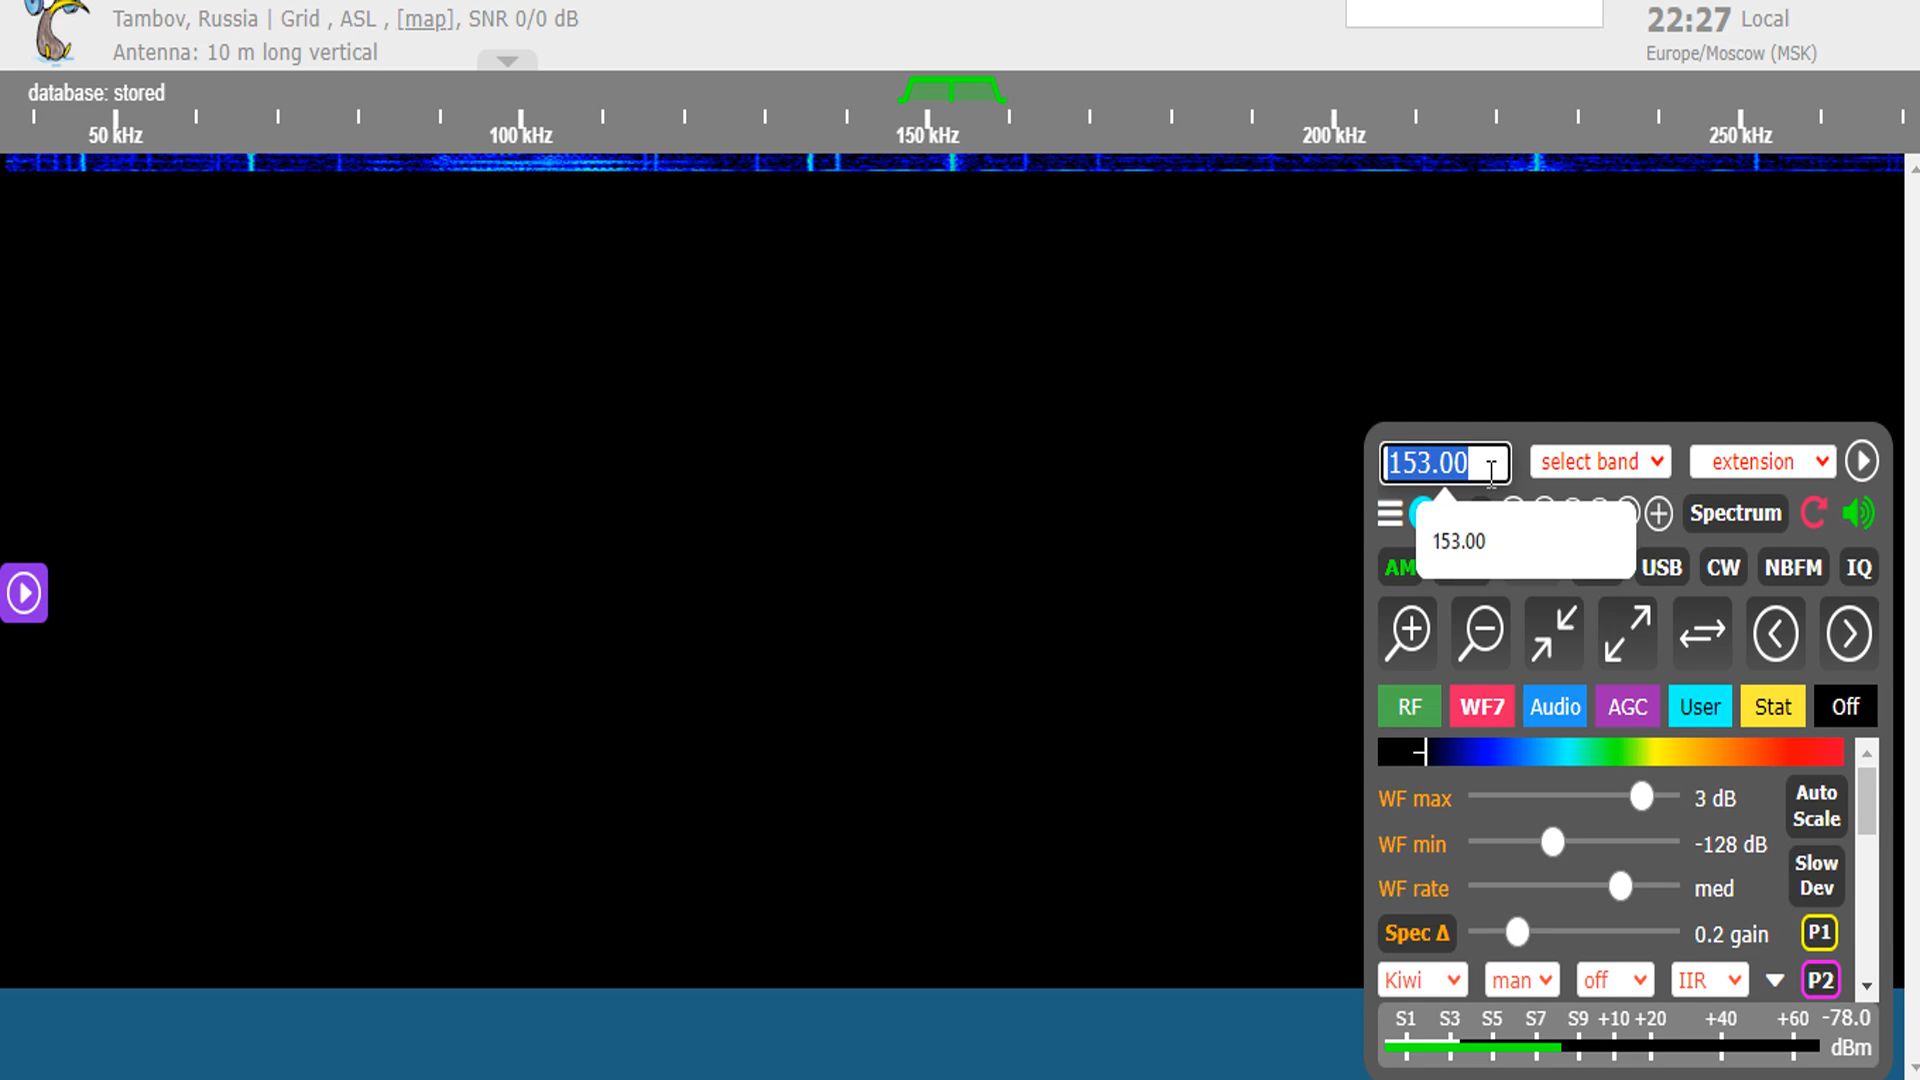 Tambov, Russia | Grid , ASL , [map], SNR 0/0 dB
Antenna: 10 m long vertical
22:27 Local
Europe/Moscow (MSK)
database: stored
50 kHz 100 kHz 150 kHz 200 kHz 250 kHz
153.00 select band extension
Spectrum
153.00
AM USB CW NBFM IQ
RF WF7 Audio AGC User Stat Off
WF max 3 dB Auto Scale
WF min -128 dB
WF rate med Slow Dev
Spec Δ 0.2 gain P1
Kiwi man off IIR P2
S1 S3 S5 S7 S9 +10 +20 +40 +60 -78.0
dBm